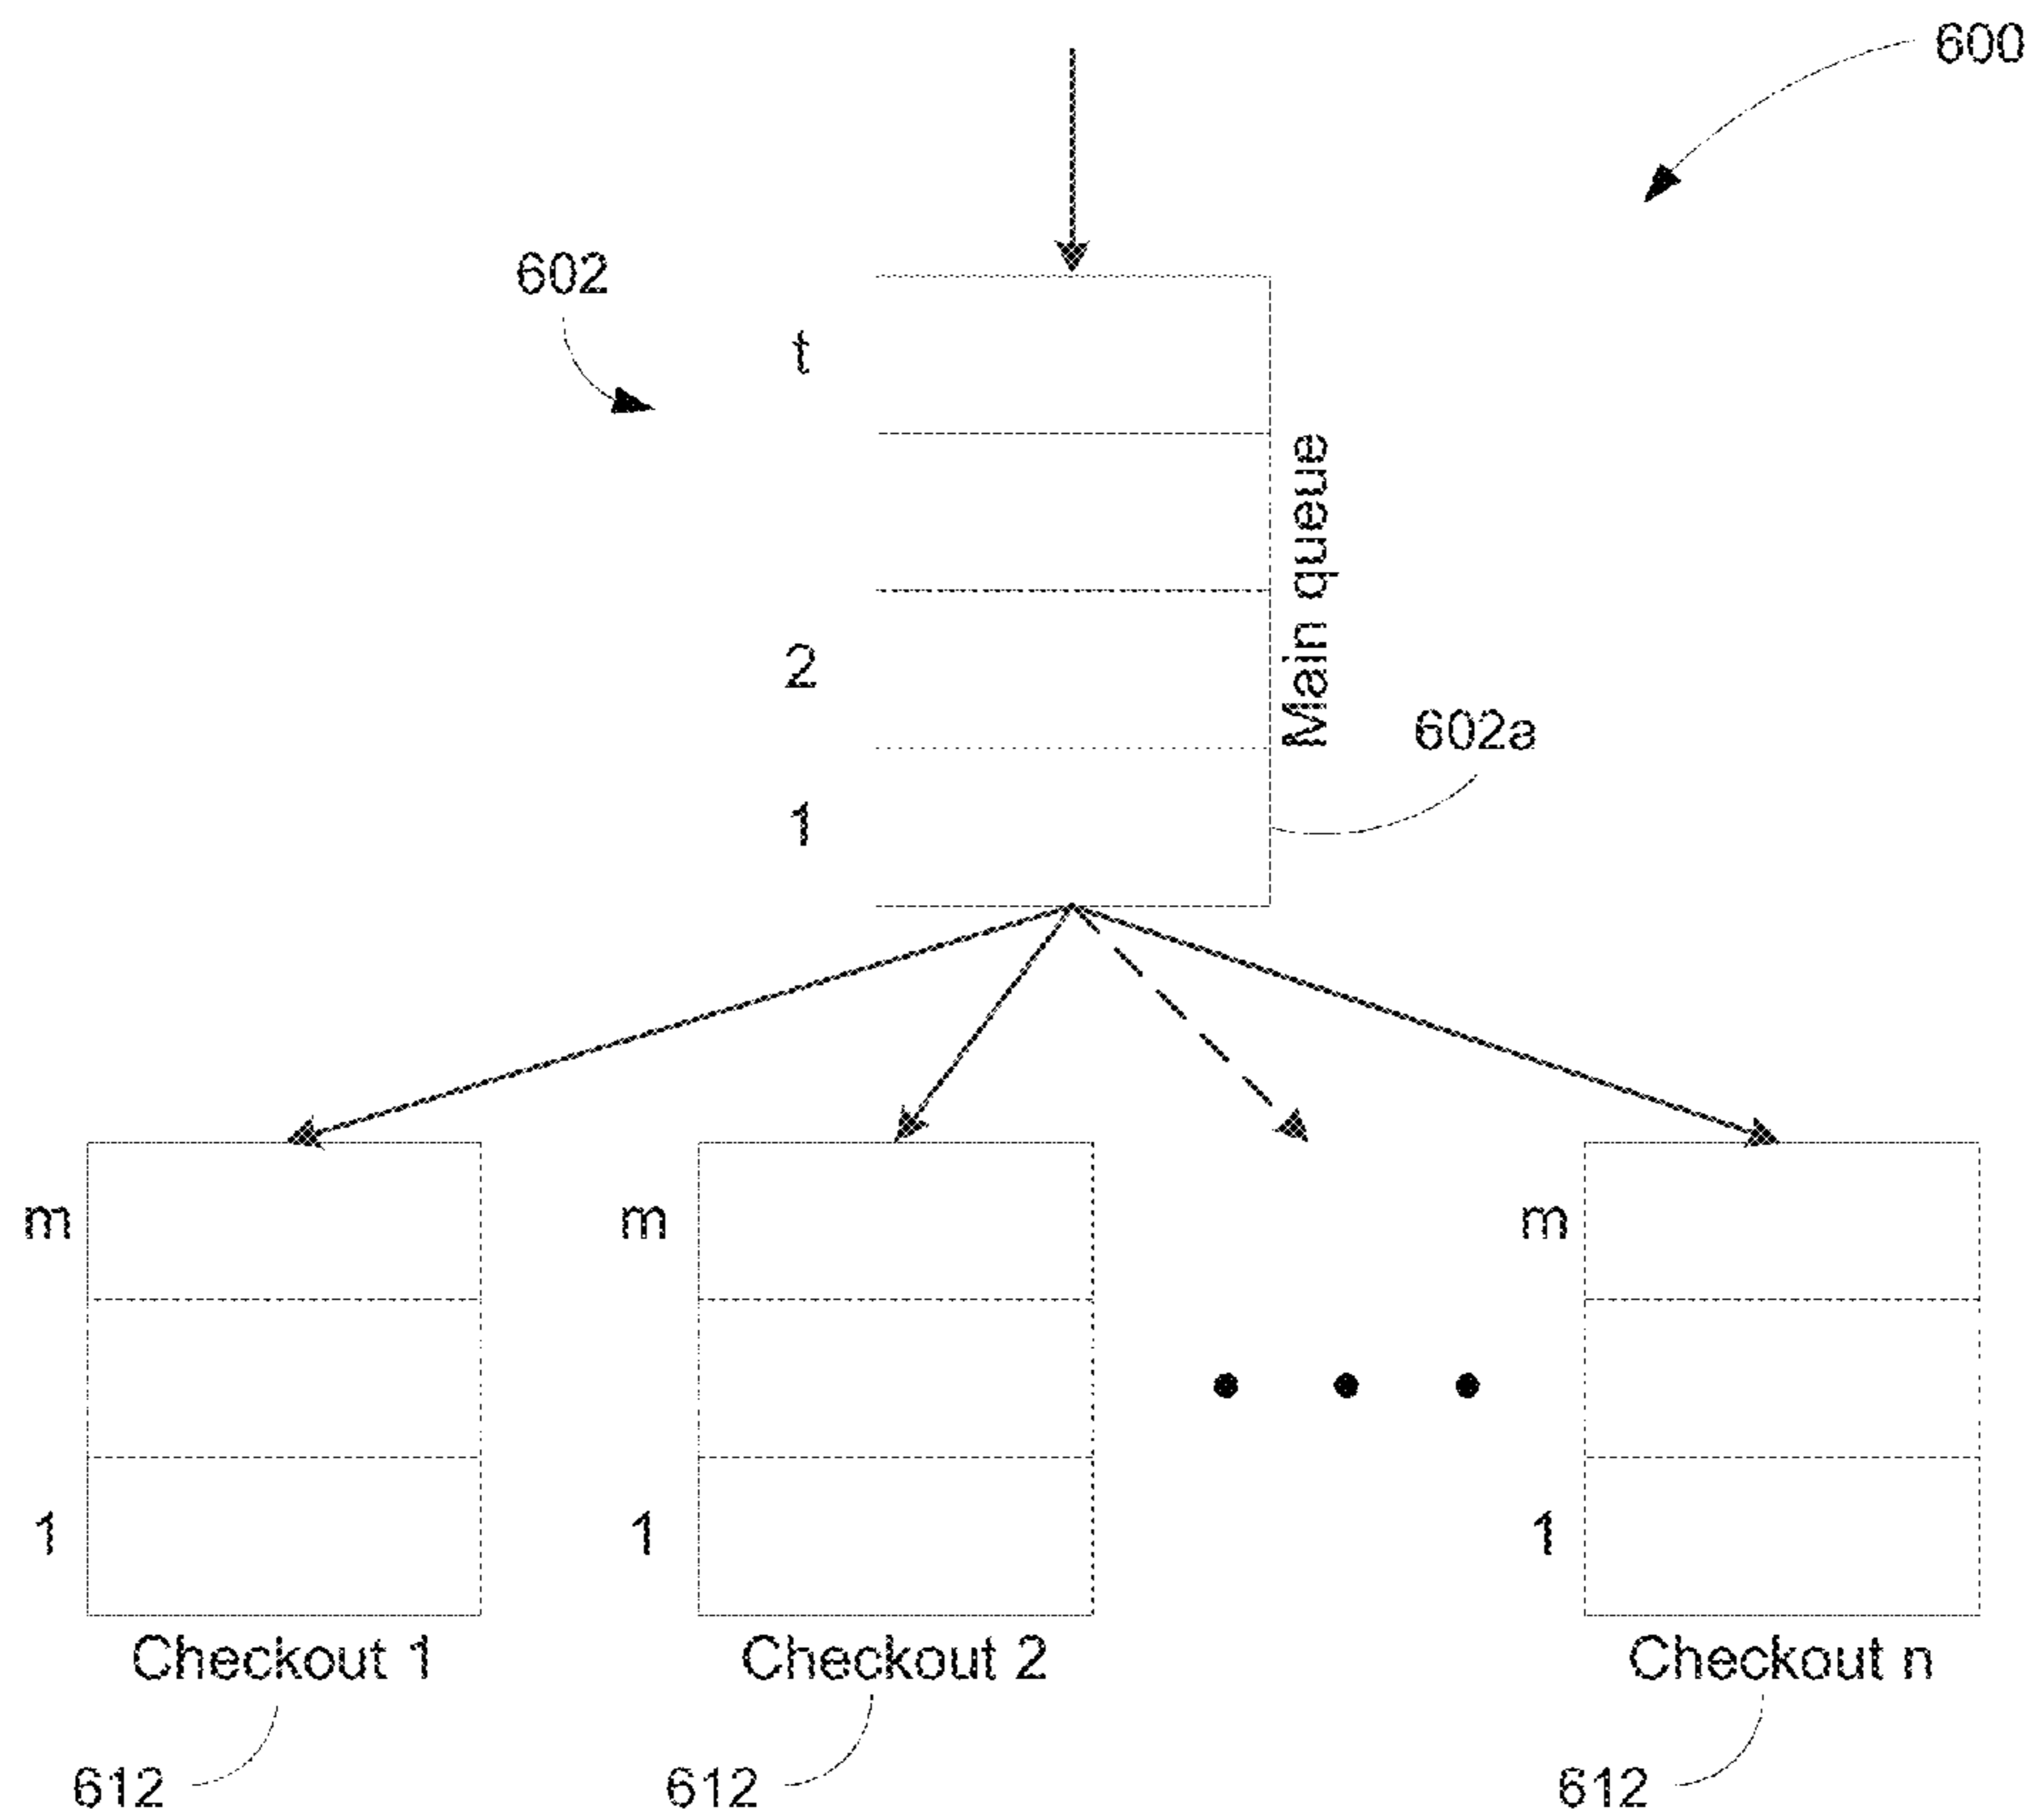 600
602
t
Main queue
2
602a
1
m
m
m
1
1
1
Checkout 1
Checkout 2
Checkout n
612
612
612